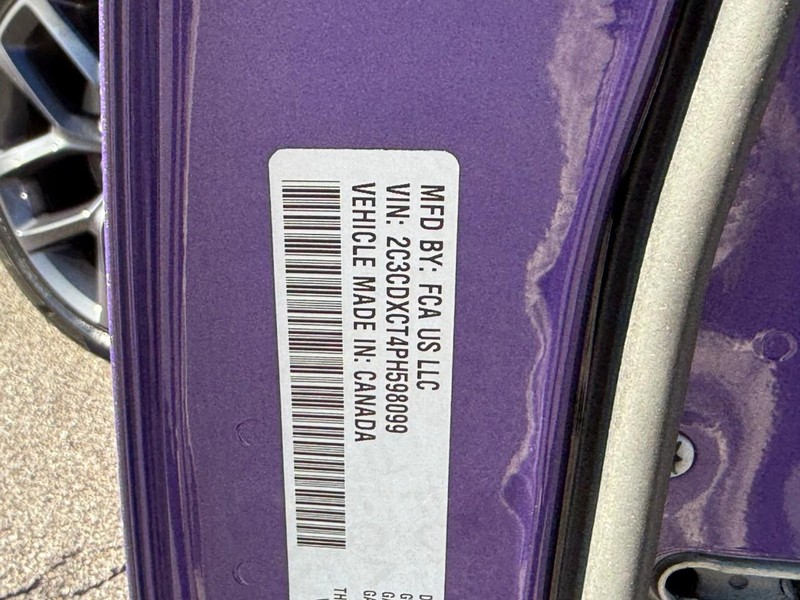 MFD BY: FCA US LLC
VIN: 2C3CDXCT4PH598099
VEHICLE MADE IN: CANADA